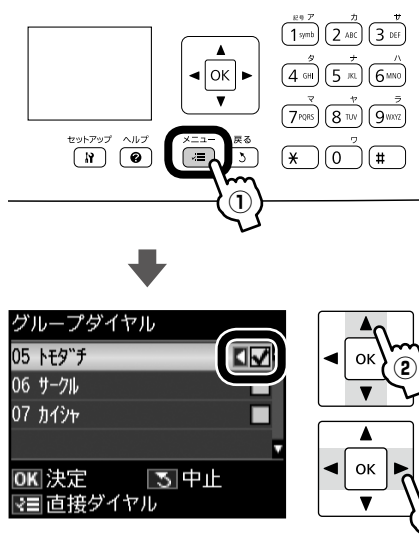 記号 ア カ サ
1 symb 2 ABC 3 DEF
タ ナ ハ
4 GHI 5 JKL 6 MNO
マ ヤ ラ
7 PQRS 8 TUV 9 WXYZ
ワ
* 0 #
OK
セットアップ ヘルプ メニュー 戻る
①
グループダイヤル
05 トモダチ
06 サークル
07 カイシャ
OK 決定 中止
直接ダイヤル
OK
②
OK